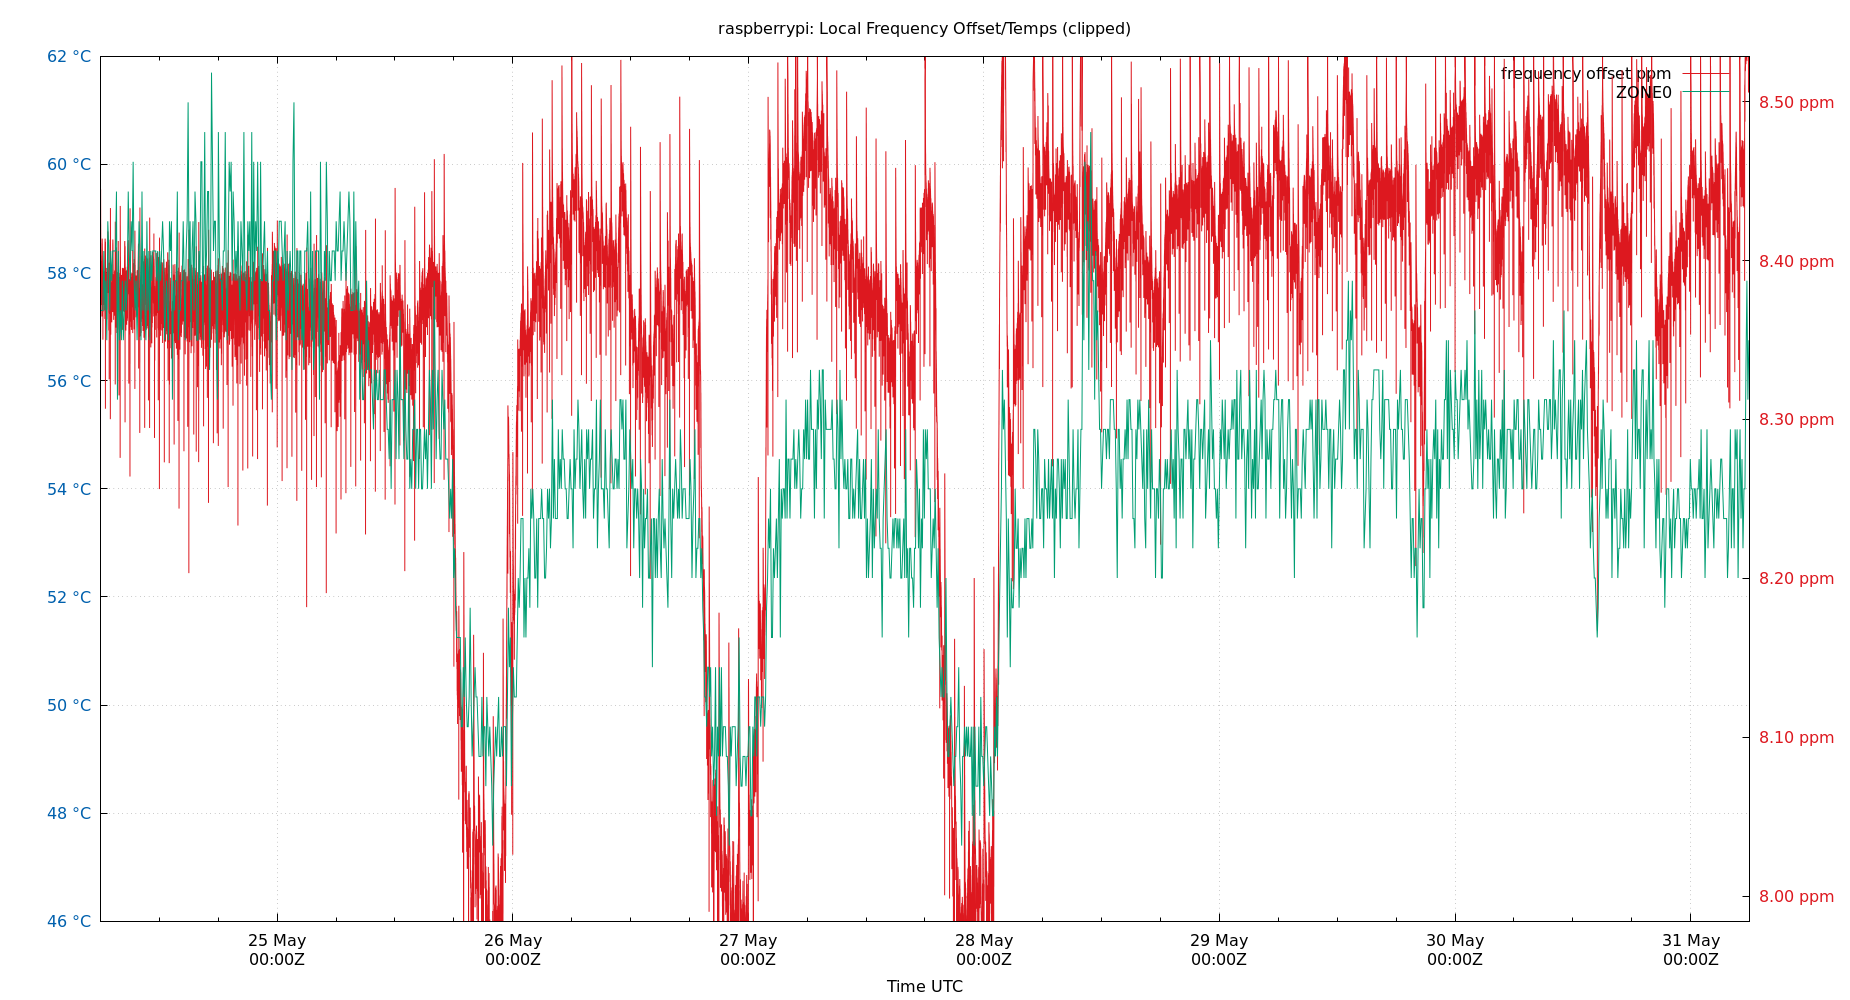 raspberrypi: Local Frequency Offset/Temps (clipped)
62 °C
60 °C
58 °C
56 °C
54 °C
52 °C
50 °C
48 °C
46 °C
frequency offset ppm
ZONE0
8.50 ppm
8.40 ppm
8.30 ppm
8.20 ppm
8.10 ppm
8.00 ppm
25 May
00:00Z
26 May
00:00Z
27 May
00:00Z
28 May
00:00Z
29 May
00:00Z
30 May
00:00Z
31 May
00:00Z
Time UTC